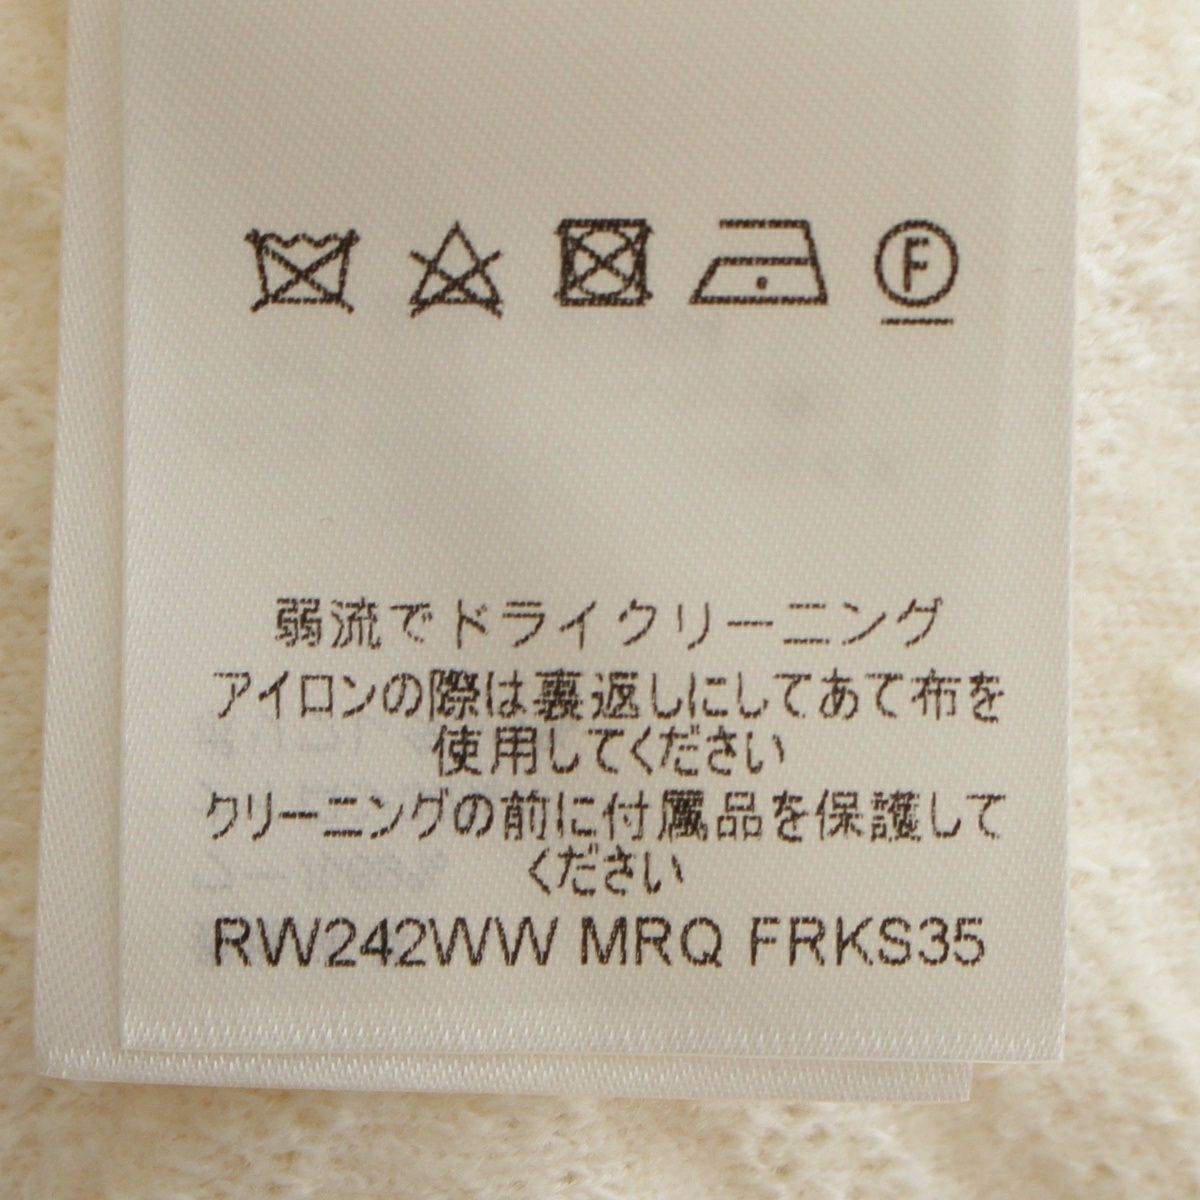 F
弱流でドライクリーニング
アイロンの際は裏返しにしてあて布を
使用してください
クリーニングの前に付属品を保護して
ください
RW242WW MRQ FRKS35